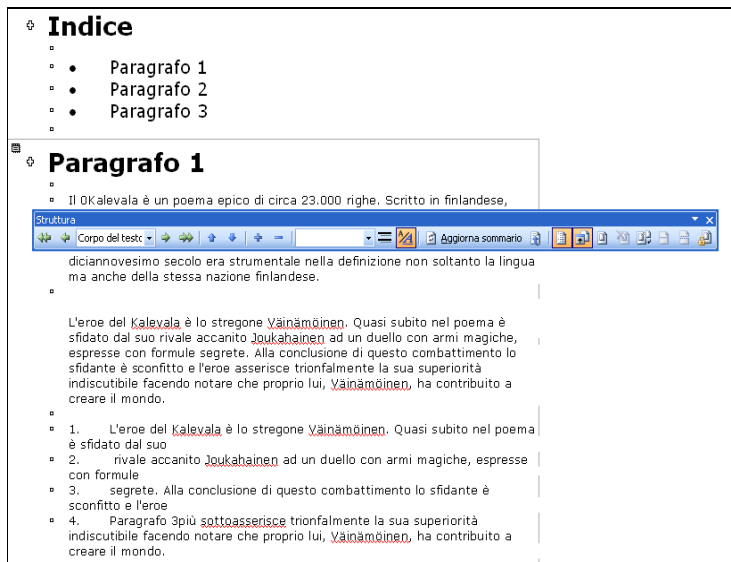 Indice
• Paragrafo 1
• Paragrafo 2
• Paragrafo 3
Paragrafo 1
Il 0Kalevala è un poema epico di circa 23.000 righe. Scritto in finlandese,
Struttura
Corpo del testo Aggiorna sommario
diciannovesimo secolo era strumentale nella definizione non soltanto la lingua
ma anche della stessa nazione finlandese.
L'eroe del Kalevala è lo stregone Väinämöinen. Quasi subito nel poema è
sfidato dal suo rivale accanito Joukahainen ad un duello con armi magiche,
espresse con formule segrete. Alla conclusione di questo combattimento lo
sfidante è sconfitto e l'eroe asserisce trionfalmente la sua superiorità
indiscutibile facendo notare che proprio lui, Väinämöinen, ha contribuito a
creare il mondo.
1. L'eroe del Kalevala è lo stregone Väinämöinen. Quasi subito nel poema
è sfidato dal suo
2. rivale accanito Joukahainen ad un duello con armi magiche, espresse
con formule
3. segrete. Alla conclusione di questo combattimento lo sfidante è
sconfitto e l'eroe
4. Paragrafo 3più sottoasserisce trionfalmente la sua superiorità
indiscutibile facendo notare che proprio lui, Väinämöinen, ha contribuito a
creare il mondo.